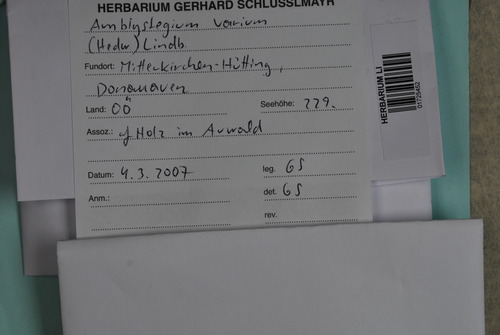 HERBARIUM GERHARD SCHLÜSSLMAYR
Amblystegium varium
(Hedw) Lindb.
Fundort: Mitterkirchen-Hütting,
Donauauen
Land: OÖ Seehöhe: 229.
Assoz.: auf Holz im Auwald
Datum: 4.3.2007 leg. GS
Anm.: det. GS
rev.
HERBARIUM LI